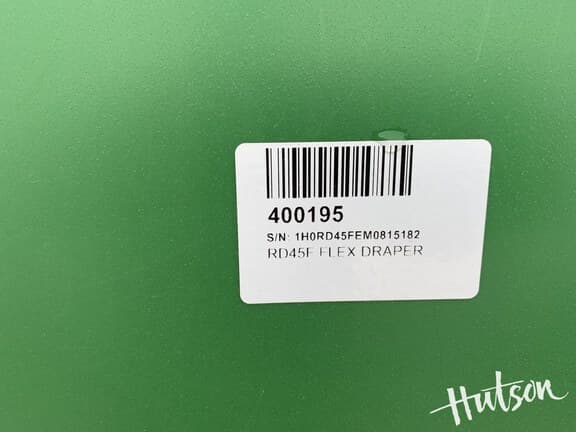 400195
S/N: 1H0RD45FEM0815182
RD45F FLEX DRAPER
Hutson